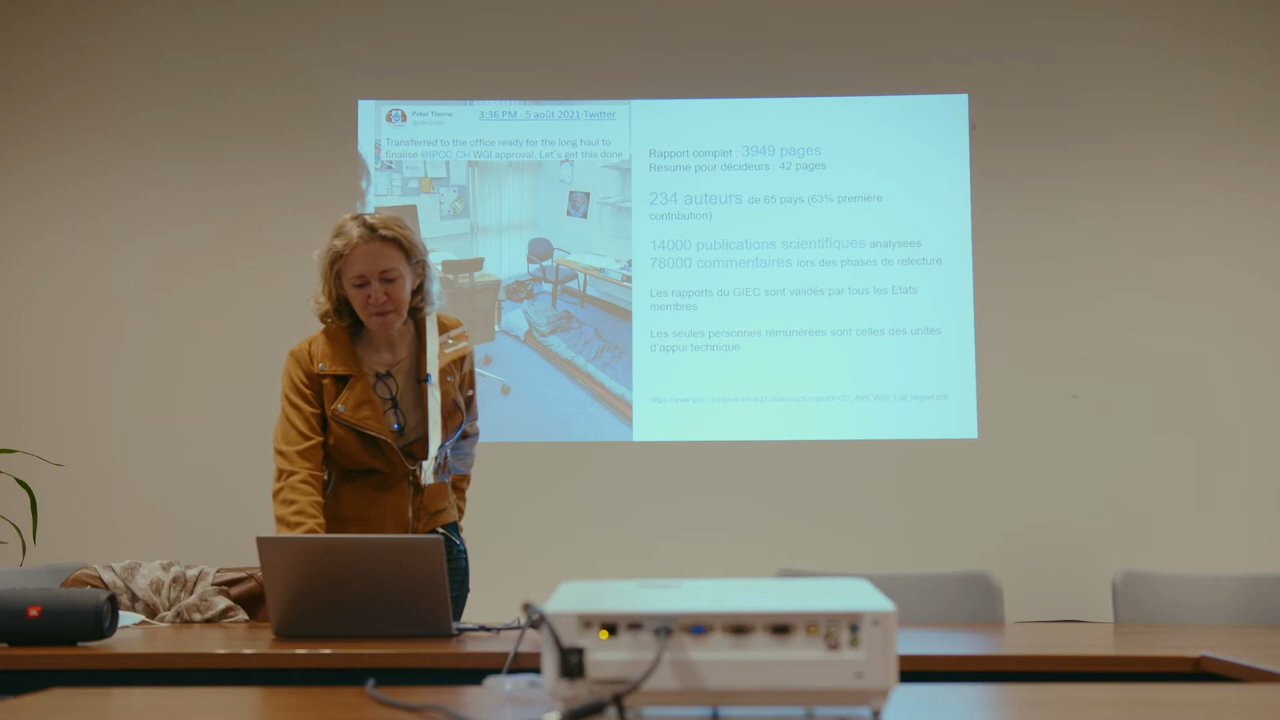 Peter Thorne
3:36 PM · 5 août 2021·Twitter
Transferred to the office ready for the long haul to
finalise @IPCC CH WGI approval. Let's get this done
Rapport complet : 3949 pages
Résumé pour décideurs : 42 pages
234 auteurs de 65 pays (63% première
contribution)
14000 publications scientifiques analysées
78000 commentaires lors des phases de relecture
Les rapports du GIEC sont validés par tous les Etats
membres
Les seules personnes rémunérées sont celles des unités
d'appui technique
JBL